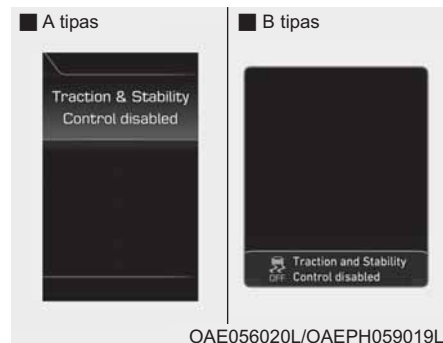 A tipas
B tipas
Traction & Stability
Control disabled
Traction and Stability
OFF Control disabled
OAE056020L/OAEPH059019L